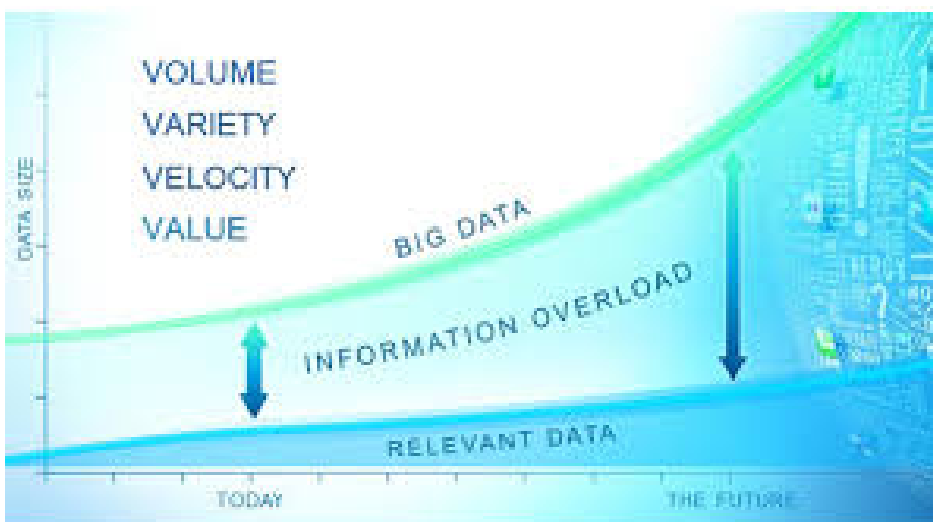 VOLUME
VARIETY
VELOCITY
VALUE
DATA SIZE
BIG DATA
INFORMATION OVERLOAD
RELEVANT DATA
TODAY
THE FUTURE